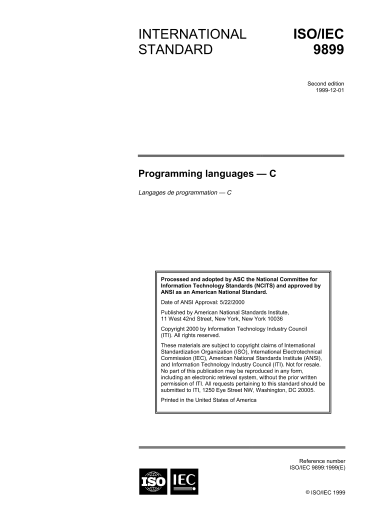 INTERNATIONAL
STANDARD
ISO/IEC
9899
Second edition
1999-12-01
Programming languages — C
Langages de programmation — C
Processed and adopted by ASC the National Committee for
Information Technology Standards (NCITS) and approved by
ANSI as an American National Standard.
Date of ANSI Approval: 5/22/2000
Published by American National Standards Institute,
11 West 42nd Street, New York, New York 10036
Copyright 2000 by Information Technology Industry Council
(ITI). All rights reserved.
These materials are subject to copyright claims of International
Standardization Organization (ISO), International Electrotechnical
Commission (IEC), American National Standards Institute (ANSI),
and Information Technology Industry Council (ITI). Not for resale.
No part of this publication may be reproduced in any form,
including an electronic retrieval system, without the prior written
permission of ITI. All requests pertaining to this standard should be
submitted to ITI, 1250 Eye Street NW, Washington, DC 20005.
Printed in the United States of America
Reference number
ISO/IEC 9899:1999(E)
ISO IEC
© ISO/IEC 1999